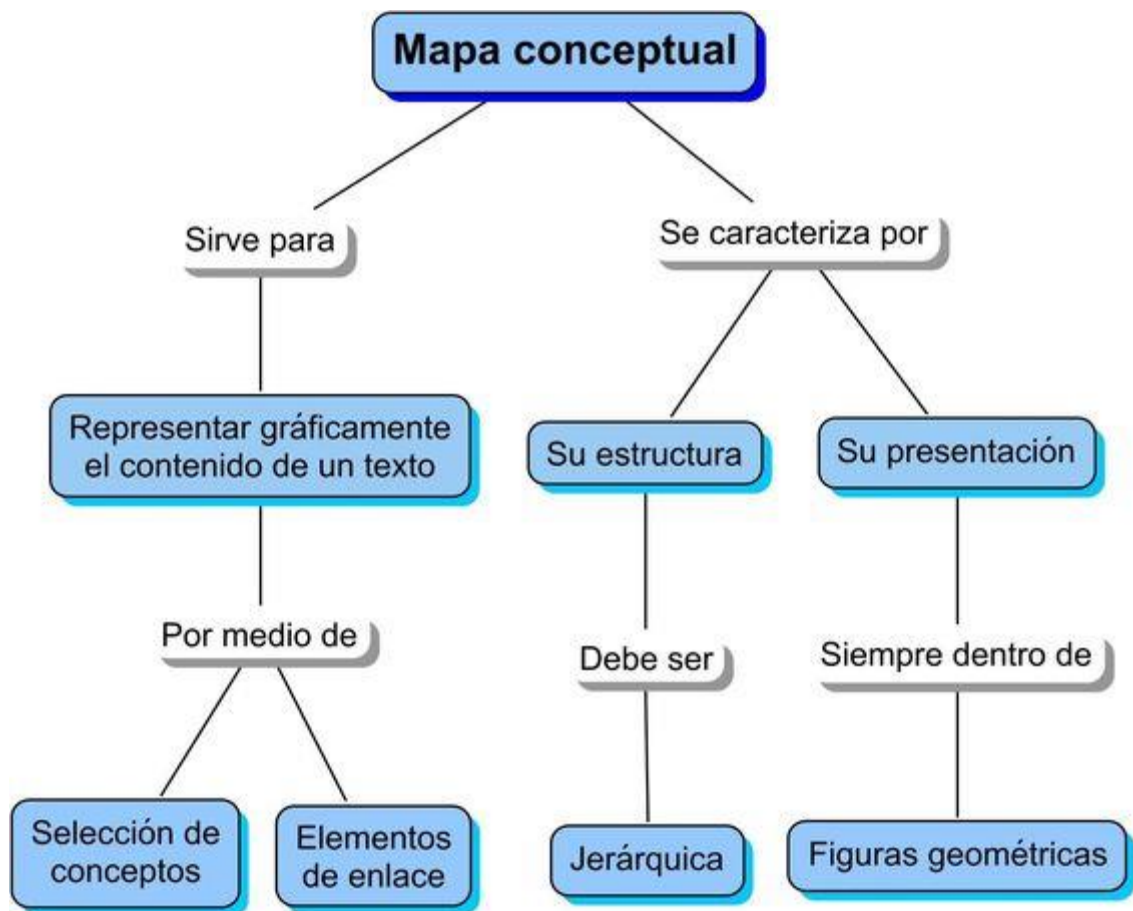 Mapa conceptual
Sirve para
Se caracteriza por
Representar gráficamente
el contenido de un texto
Su estructura
Su presentación
Por medio de
Debe ser
Siempre dentro de
Selección de
conceptos
Elementos
de enlace
Jerárquica
Figuras geométricas